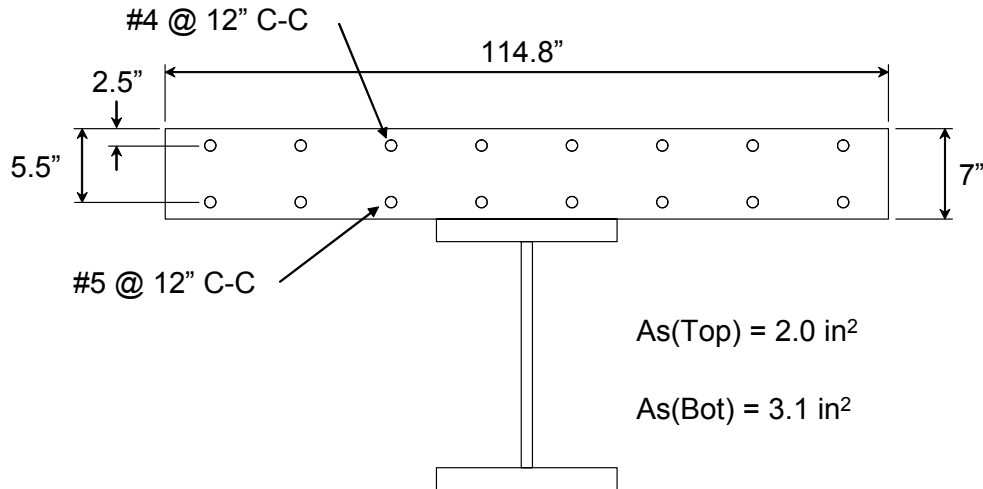 #4 @ 12” C-C
114.8”
2.5”
5.5”
7”
#5 @ 12” C-C
As(Top) = 2.0 in²
As(Bot) = 3.1 in²